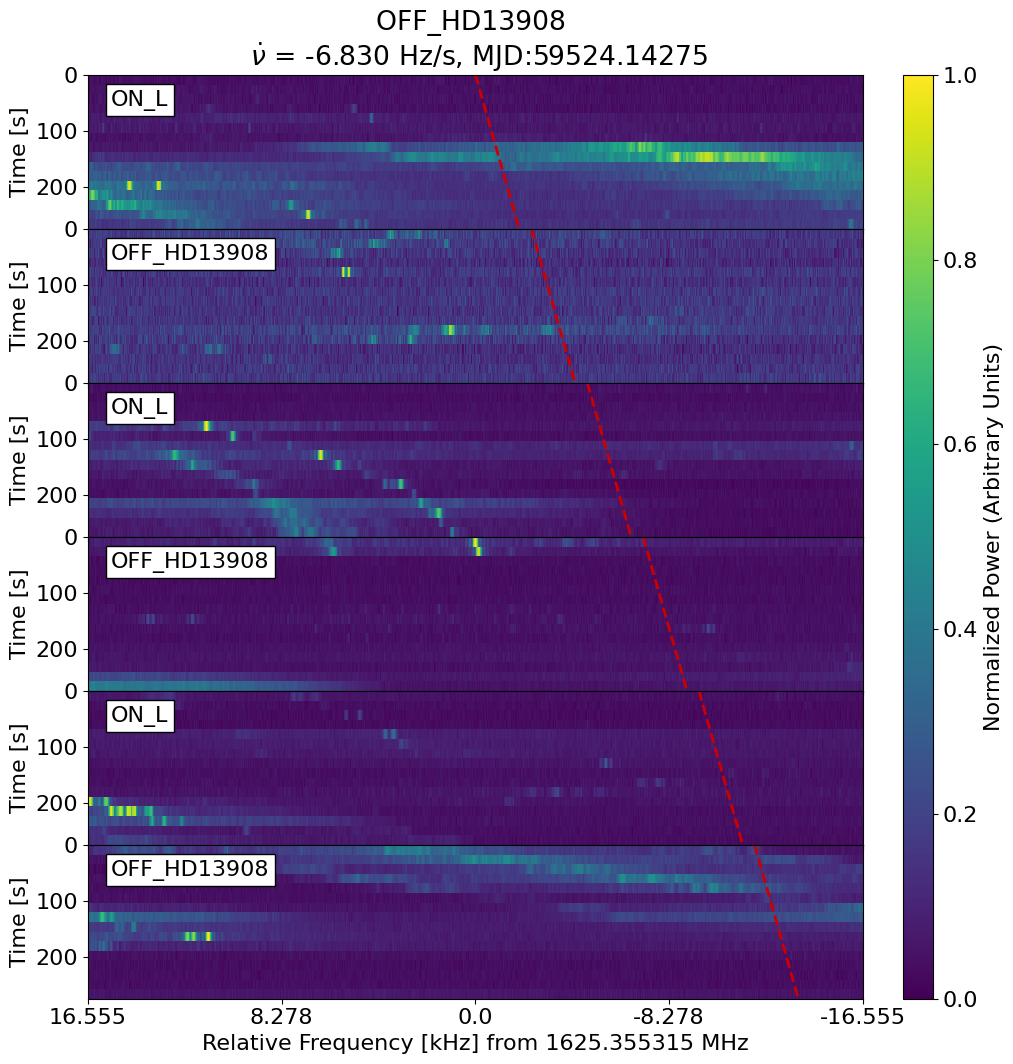 OFF_HD13908
ν̇ = -6.830 Hz/s, MJD:59524.14275
0
ON_L
100
Time [s]
200
0
OFF_HD13908
100
Time [s]
200
0
ON_L
100
Time [s]
200
0
OFF_HD13908
100
Time [s]
200
0
ON_L
100
Time [s]
200
0
OFF_HD13908
100
Time [s]
200
16.555 8.278 0.0 -8.278 -16.555
Relative Frequency [kHz] from 1625.355315 MHz
1.0
0.8
0.6
0.4
0.2
0.0
Normalized Power (Arbitrary Units)